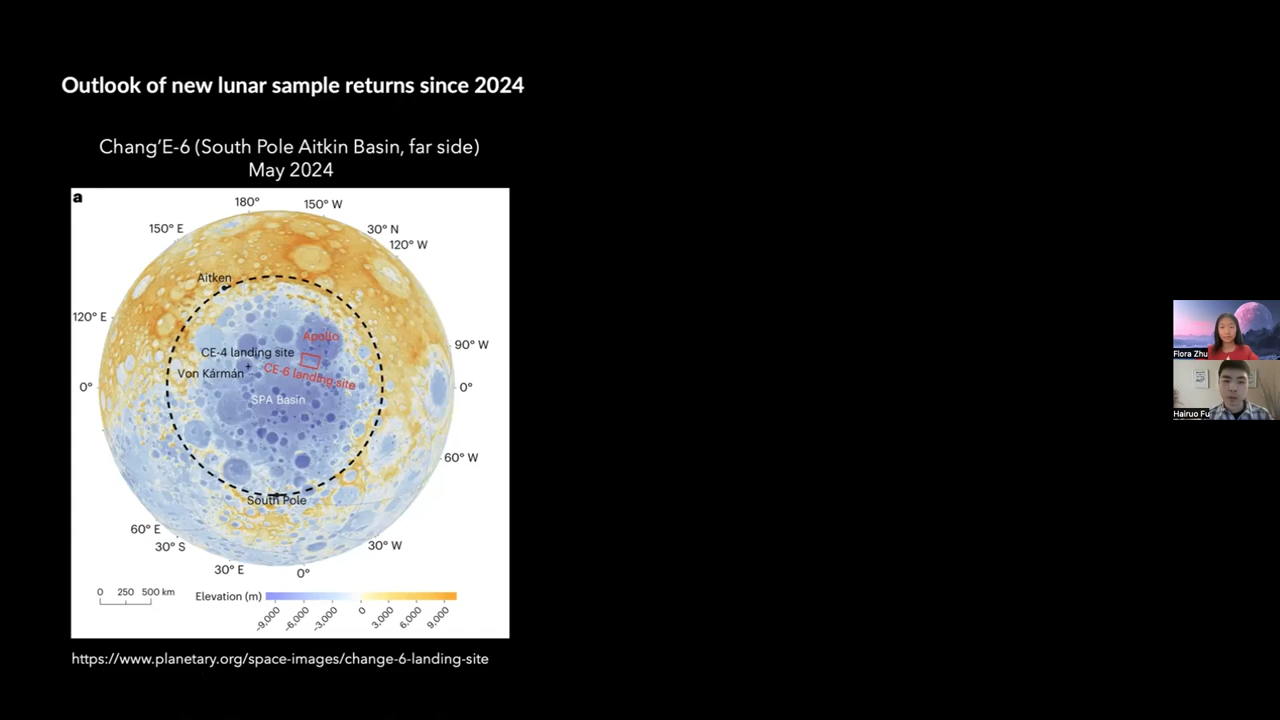 Outlook of new lunar sample returns since 2024
Chang’E-6 (South Pole Aitkin Basin, far side)
May 2024
a
180°
150° W
150° E
30° N
120° W
Aitken
120° E
Apollo
90° W
CE-4 landing site
Von Kármán
CE-6 landing site
0°
0°
SPA Basin
60° W
South Pole
60° E
30° S
30° W
30° E
0°
0 250 500 km
Elevation (m)
-9,000 -6,000 -3,000 0 3,000 6,000 9,000
https://www.planetary.org/space-images/change-6-landing-site
Flora Zhu
Hairuo Fu